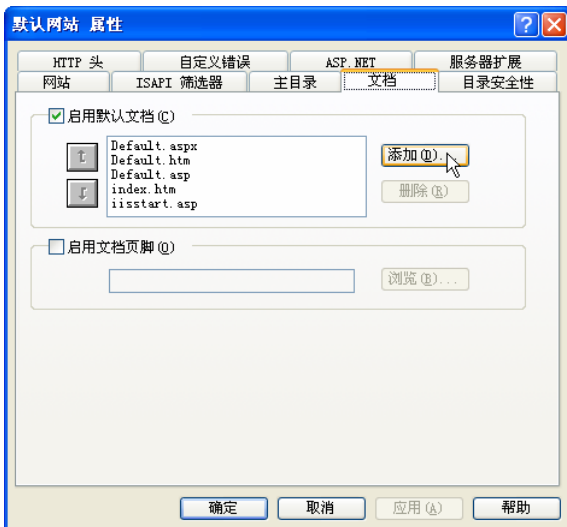 默认网站 属性
HTTP 头 自定义错误 ASP.NET 服务器扩展
网站 ISAPI 筛选器 主目录 文档 目录安全性
启用默认文档(C)
Default.aspx
Default.htm
Default.asp
index.htm
iisstart.asp
添加(D)...
删除(R)
启用文档页脚(O)
浏览(B)...
确定 取消 应用(A) 帮助